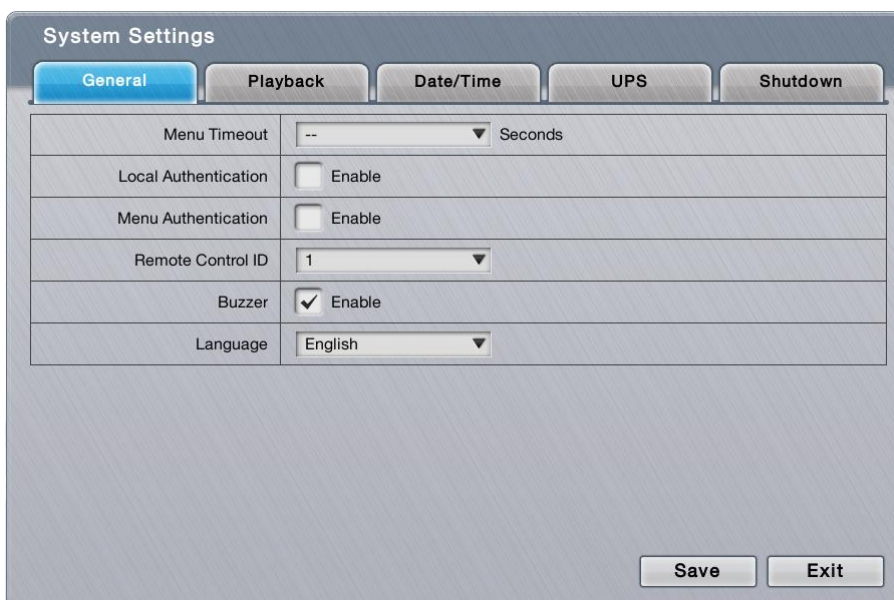 System Settings
General Playback Date/Time UPS Shutdown
Menu Timeout -- Seconds
Local Authentication Enable
Menu Authentication Enable
Remote Control ID 1
Buzzer Enable
Language English
Save Exit